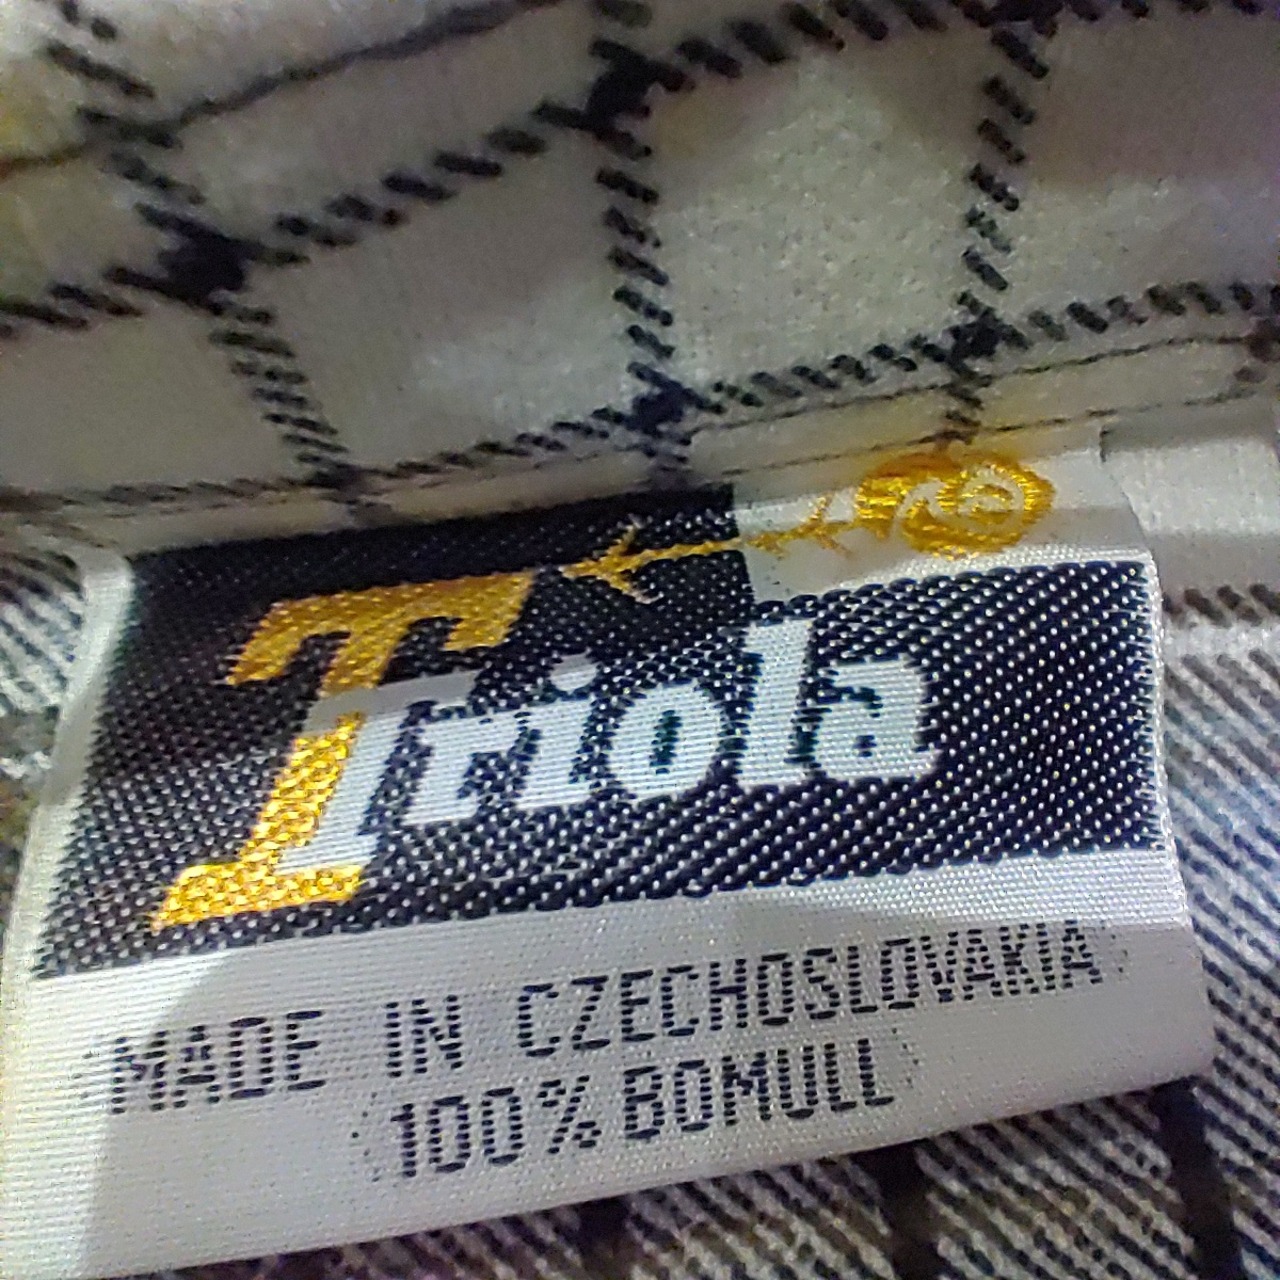 Triola
MADE IN CZECHOSLOVAKIA
100% BOMULL